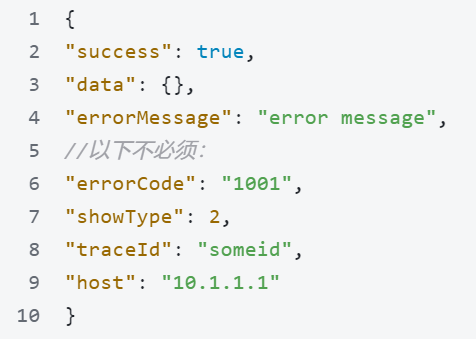 1 {
2 "success": true,
3 "data": {},
4 "errorMessage": "error message",
5 //以下不必须：
6 "errorCode": "1001",
7 "showType": 2,
8 "traceId": "someid",
9 "host": "10.1.1.1"
10 }